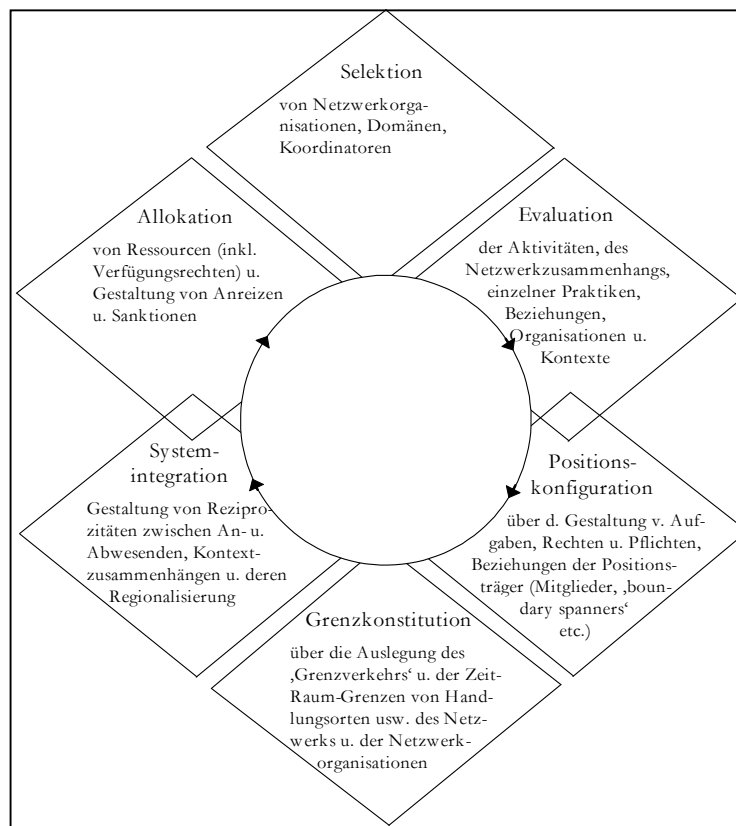 Selektion
von Netzwerkorga-
nisationen, Domänen,
Koordinatoren
Allokation
von Ressourcen (inkl.
Verfügungsrechten) u.
Gestaltung von Anreizen
u. Sanktionen
Evaluation
der Aktivitäten, des
Netzwerkzusammenhangs,
einzelner Praktiken,
Beziehungen,
Organisationen u.
Kontexte
System-
integration
Gestaltung von Rezipro-
zitäten zwischen An- u.
Abwesenden, Kontext-
zusammenhängen u. deren
Regionalisierung
Positions-
konfiguration
über d. Gestaltung v. Auf-
gaben, Rechten u. Pflichten,
Beziehungen der Positions-
träger (Mitglieder, ‚boun-
dary spanners‘
etc.)
Grenzkonstitution
über die Auslegung des
‚Grenzverkehrs‘ u. der Zeit-
Raum-Grenzen von Hand-
lungsorten usw. des Netz-
werks u. der Netzwerk-
organisationen